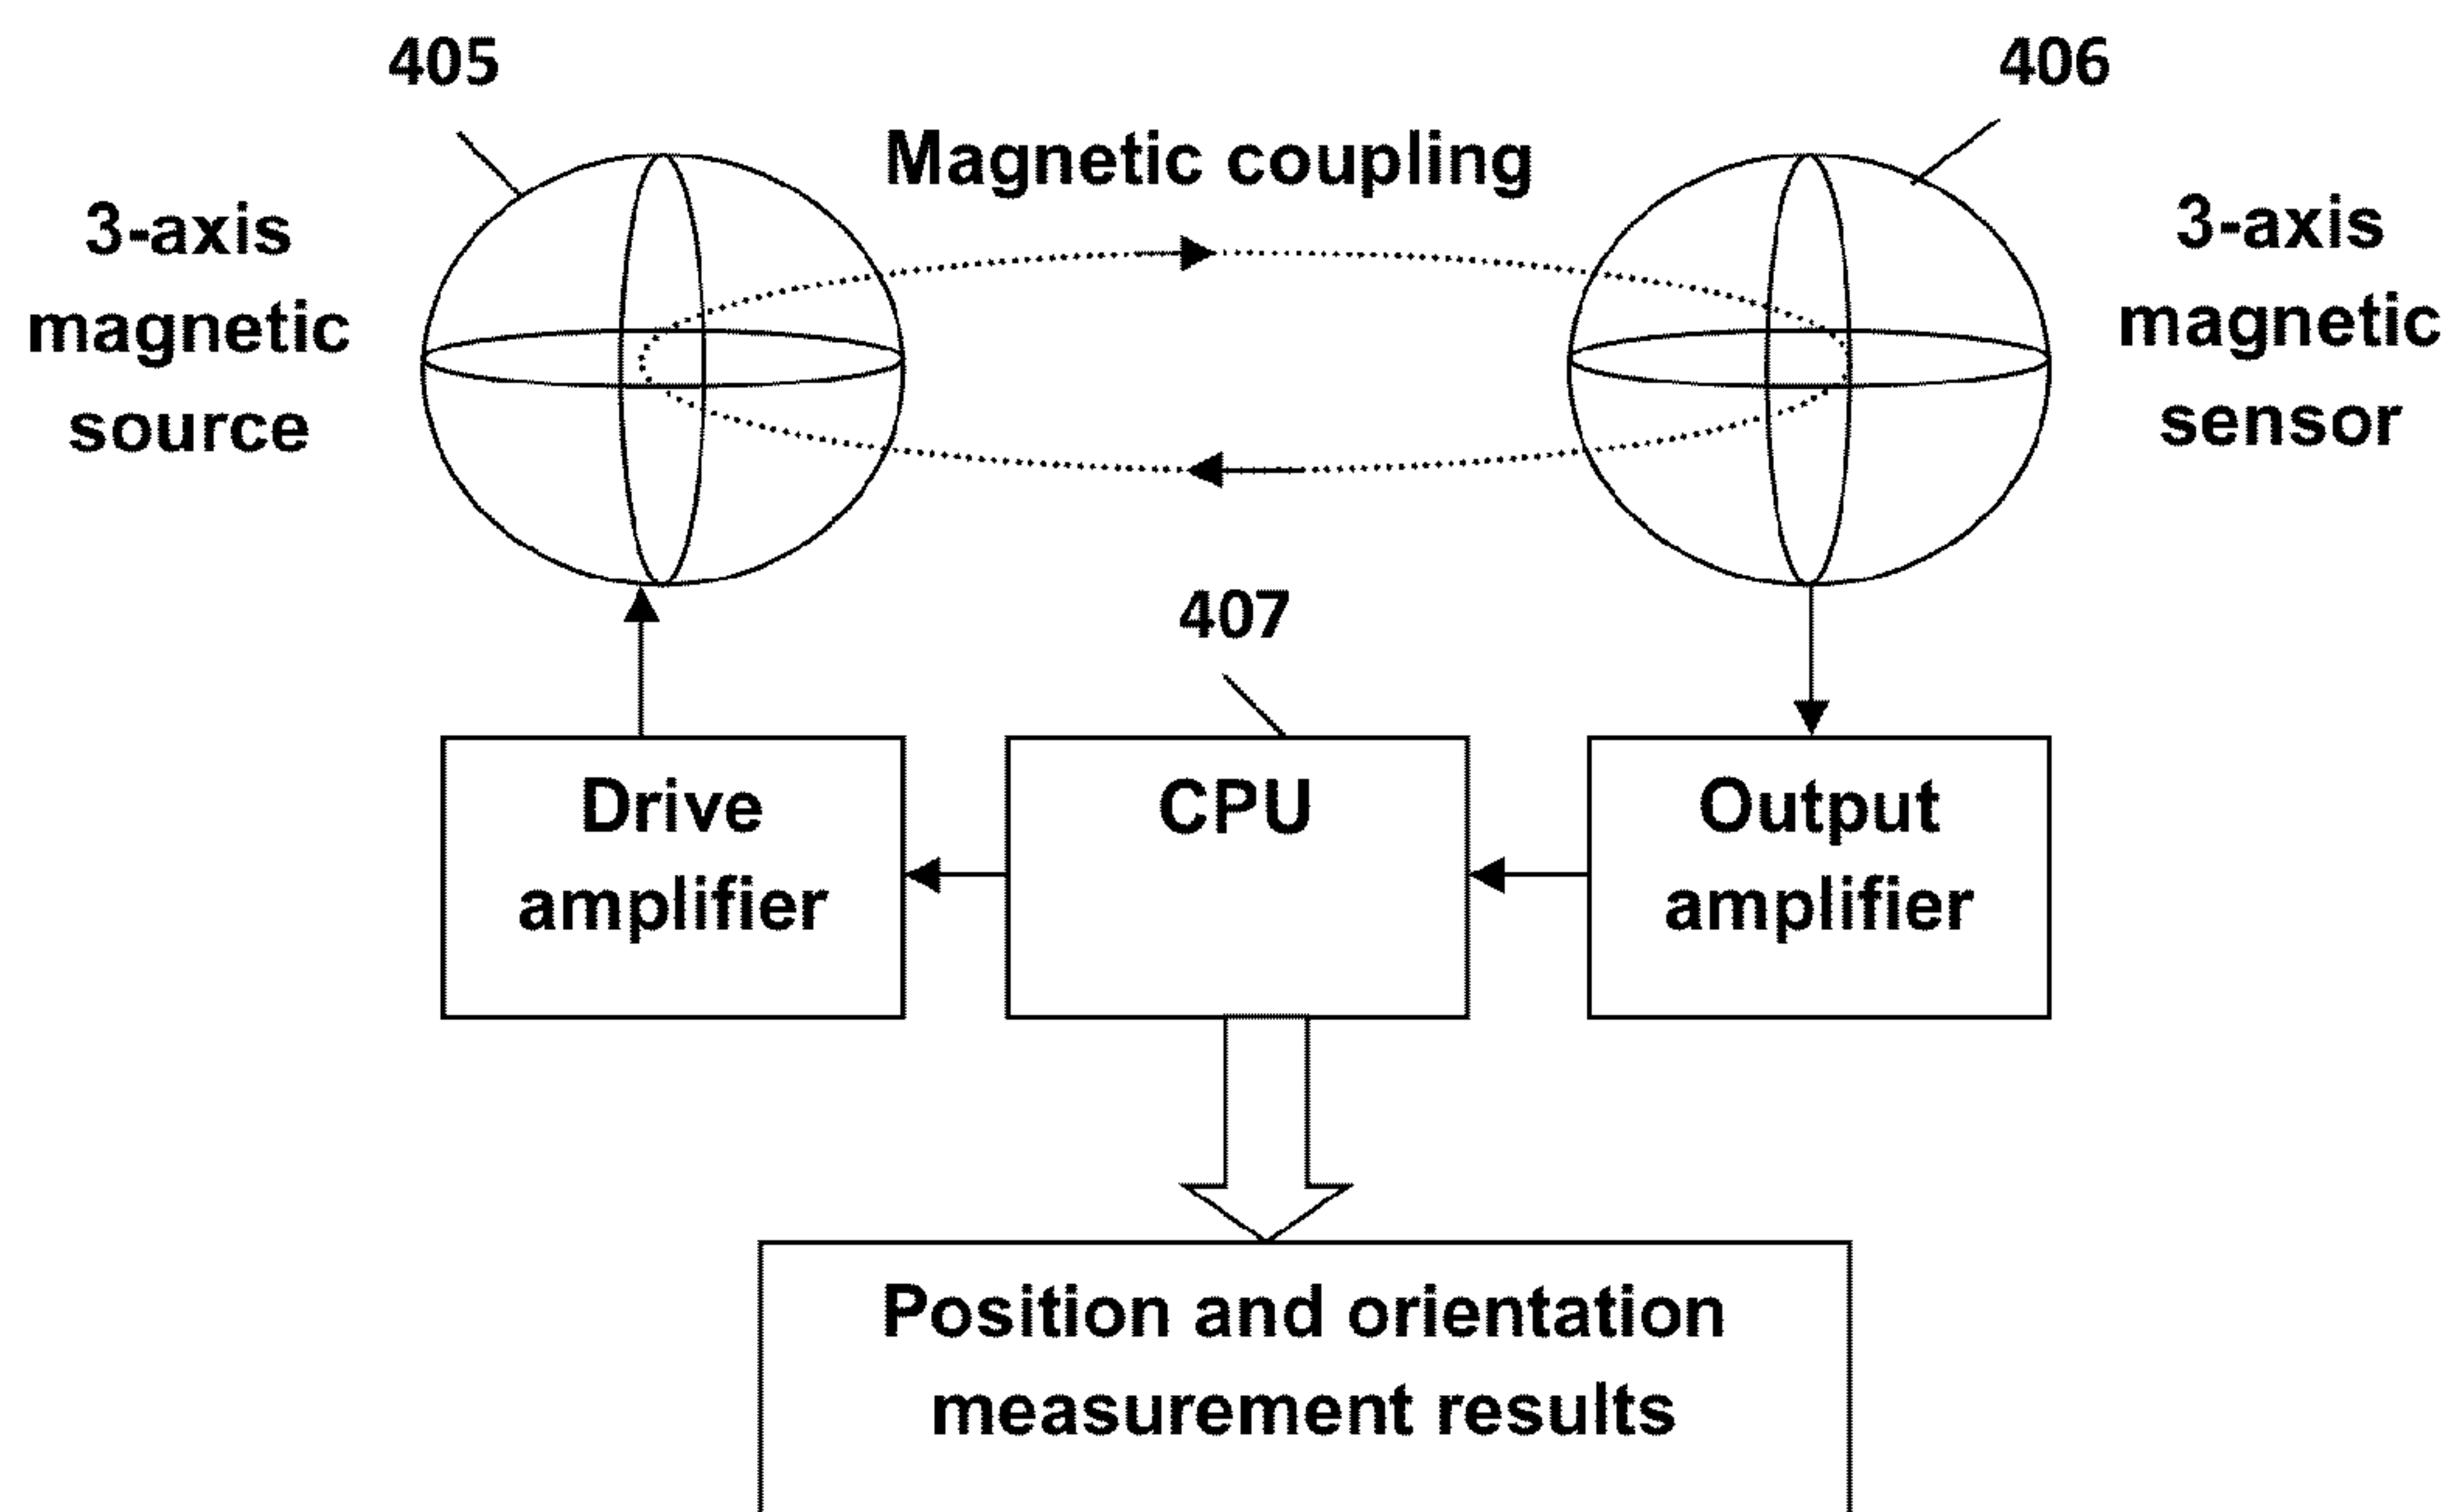 405
406
Magnetic coupling
3-axis
magnetic
source
3-axis
magnetic
sensor
407
Drive
amplifier
CPU
Output
amplifier
Position and orientation
measurement results